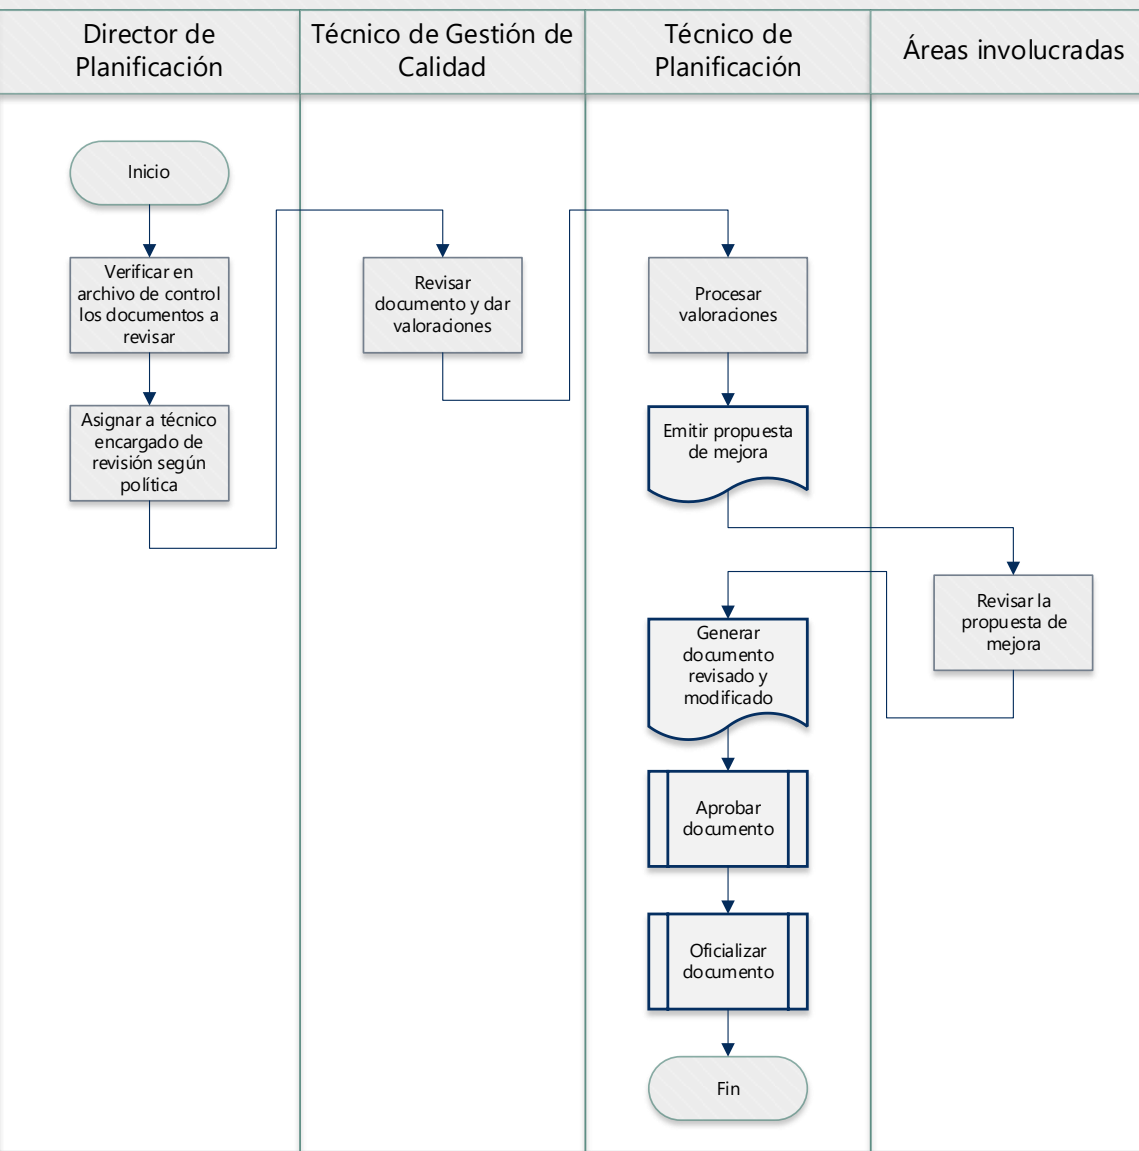 Director de
Planificación
Técnico de Gestión de
Calidad
Técnico de
Planificación
Áreas involucradas
Inicio
Verificar en
archivo de control
los documentos a
revisar
Asignar a técnico
encargado de
revisión según
política
Revisar
documento y dar
valoraciones
Procesar
valoraciones
Emitir propuesta
de mejora
Revisar la
propuesta de
mejora
Generar
documento
revisado y
modificado
Aprobar
documento
Oficializar
documento
Fin